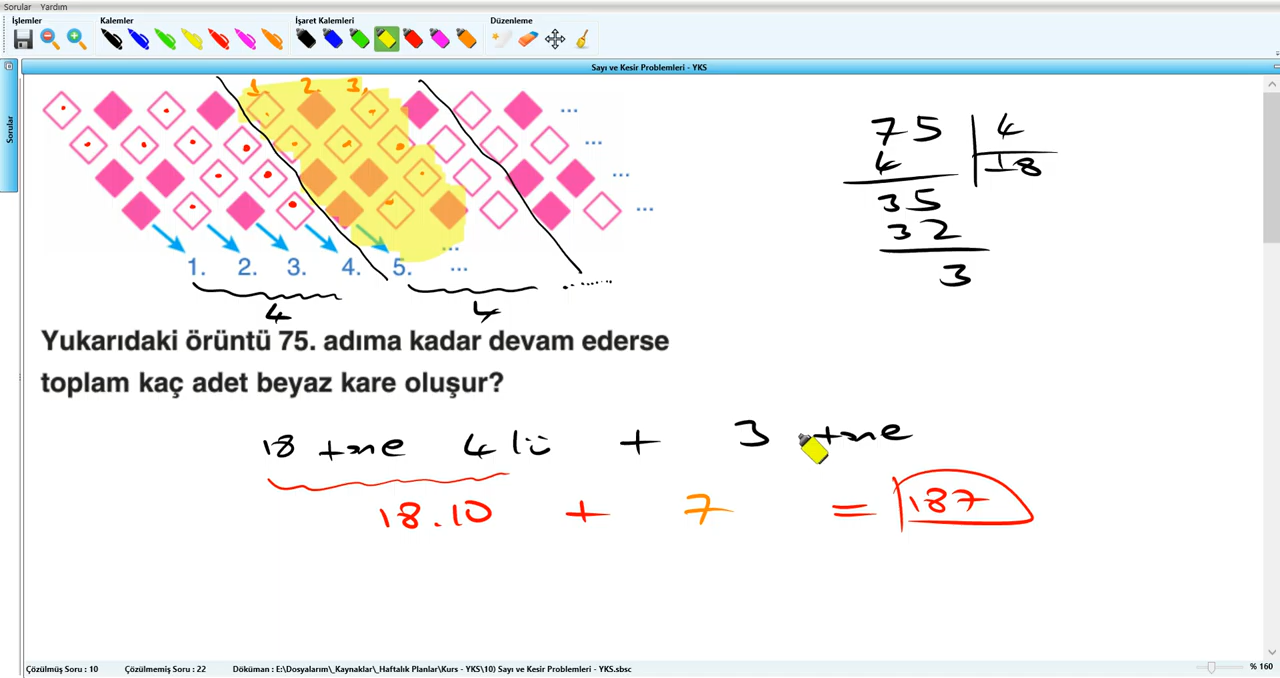 Sorular Yardım
İşlemler Kalemler İşaret Kalemleri Düzenleme
Sayı ve Kesir Problemleri - YKS
Sorular
1. 2. 3.
...
...
...
...
...
1. 2. 3. 4. 5. ...
4 4 ......
75 4
4 18
35
32
3
Yukarıdaki örüntü 75. adıma kadar devam ederse
toplam kaç adet beyaz kare oluşur?
18 tane 4 lü + 3 tane
18.10 + 7 = 187
Çözülmüş Soru : 10 Çözülmemiş Soru : 22 Döküman : E:\Dosyalarım\_Kaynaklar\_Haftalık Planlar\Kurs - YKS\10) Sayı ve Kesir Problemleri - YKS.sbsc % 160